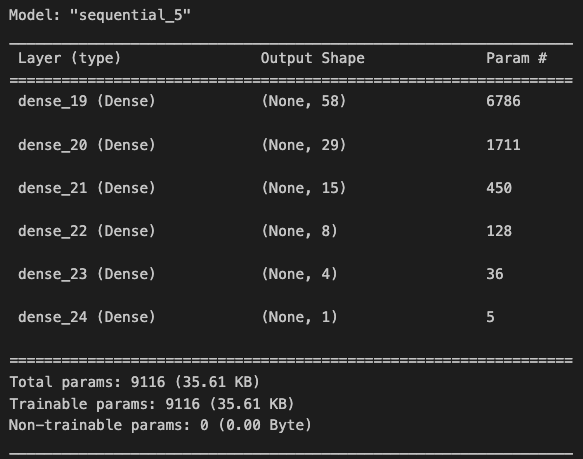 Model: "sequential_5"
_________________________________________________________________
Layer (type) Output Shape Param #
=================================================================
dense_19 (Dense) (None, 58) 6786
dense_20 (Dense) (None, 29) 1711
dense_21 (Dense) (None, 15) 450
dense_22 (Dense) (None, 8) 128
dense_23 (Dense) (None, 4) 36
dense_24 (Dense) (None, 1) 5
=================================================================
Total params: 9116 (35.61 KB)
Trainable params: 9116 (35.61 KB)
Non-trainable params: 0 (0.00 Byte)
_________________________________________________________________